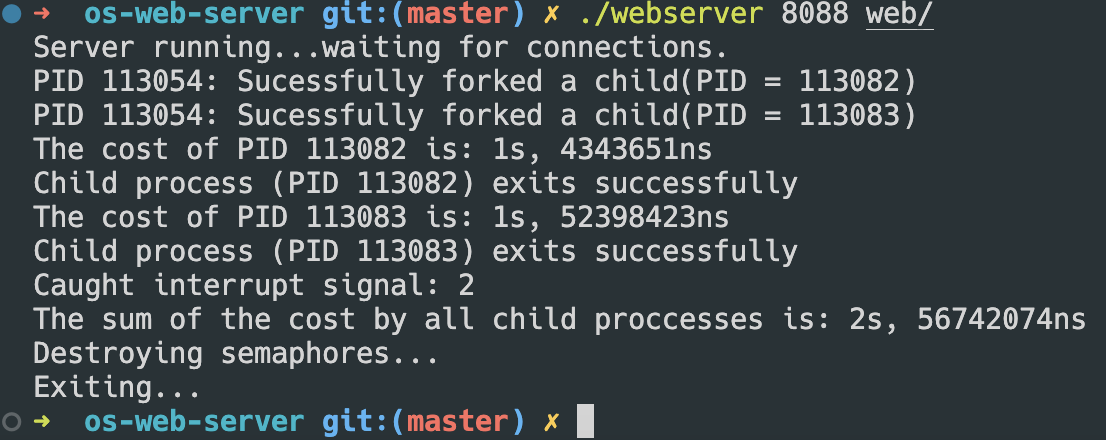 ➜ os-web-server git:(master) ✗ ./webserver 8088 web/
Server running...waiting for connections.
PID 113054: Sucessfully forked a child(PID = 113082)
PID 113054: Sucessfully forked a child(PID = 113083)
The cost of PID 113082 is: 1s, 4343651ns
Child process (PID 113082) exits successfully
The cost of PID 113083 is: 1s, 52398423ns
Child process (PID 113083) exits successfully
Caught interrupt signal: 2
The sum of the cost by all child proccesses is: 2s, 56742074ns
Destroying semaphores...
Exiting...
➜ os-web-server git:(master) ✗